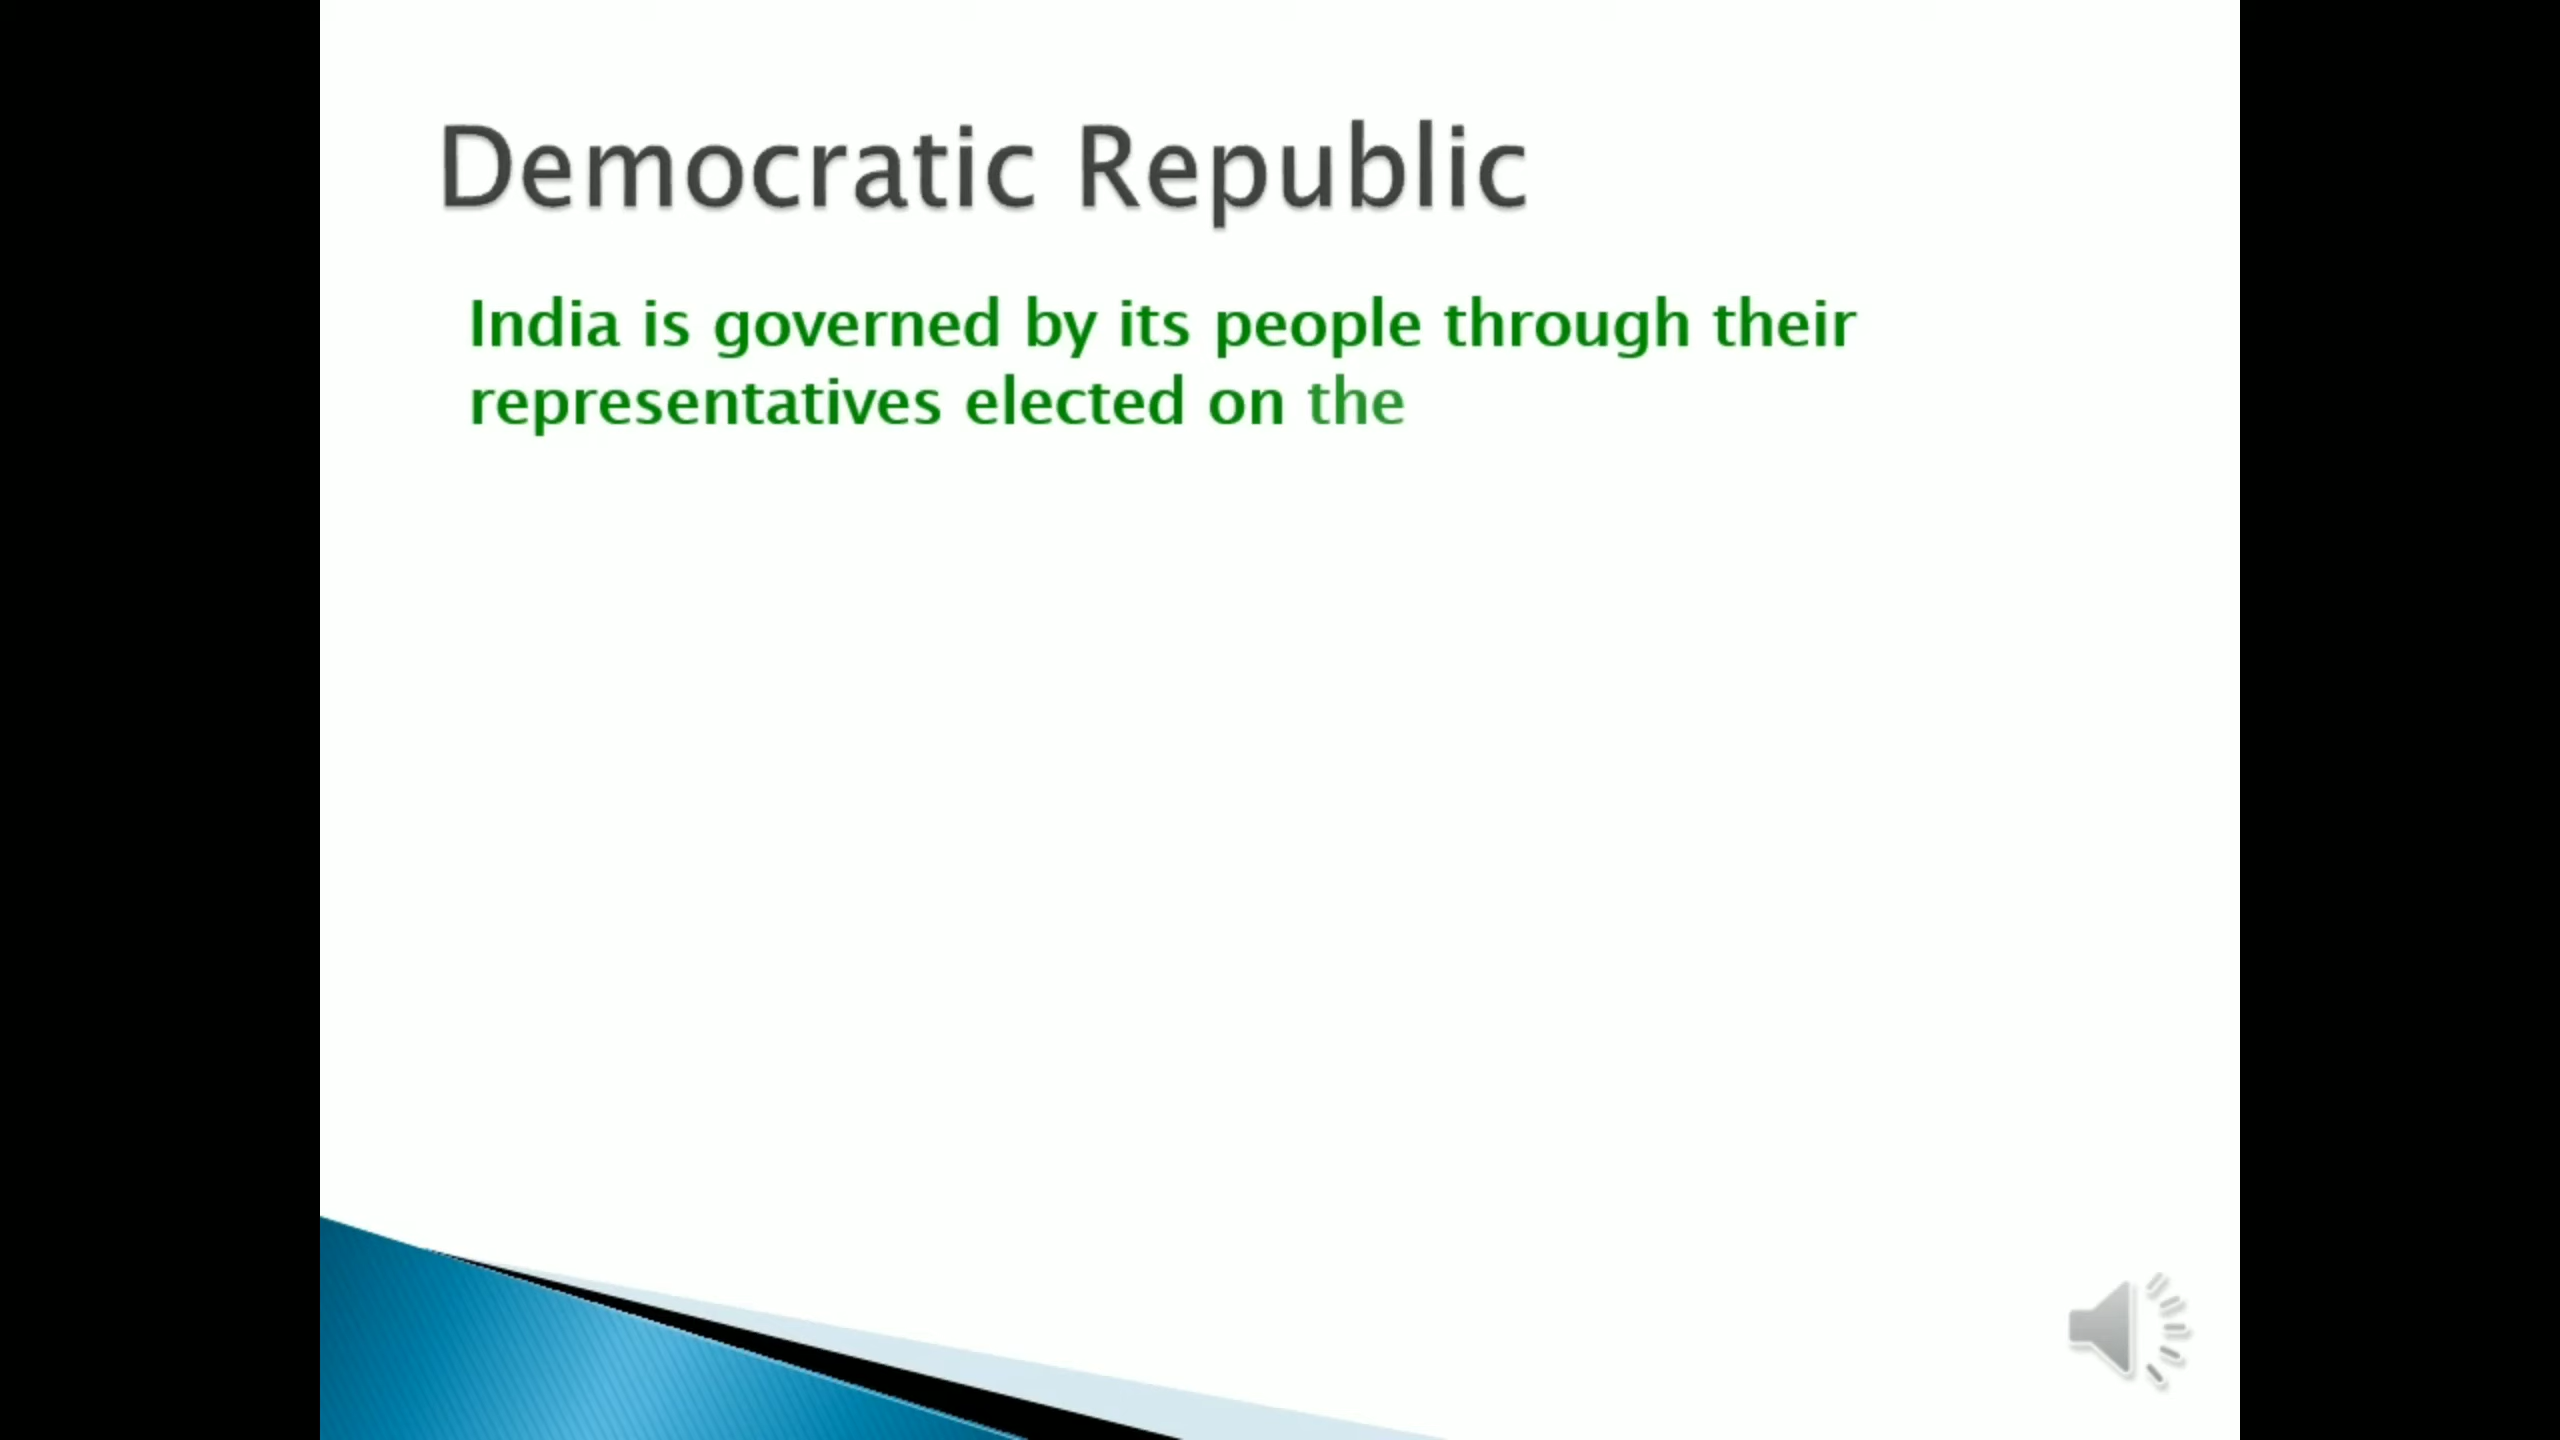 Democratic Republic
India is governed by its people through their
representatives elected on the